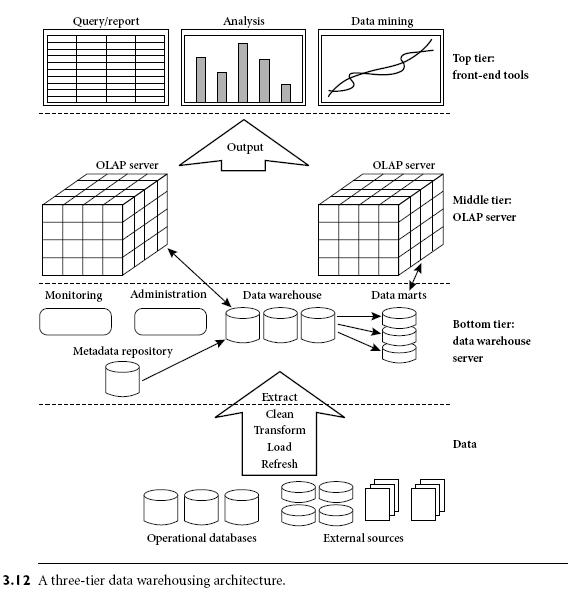 Query/report
Analysis
Data mining
Top tier:
front-end tools
Output
OLAP server
OLAP server
Middle tier:
OLAP server
Monitoring
Administration
Data warehouse
Data marts
Metadata repository
Bottom tier:
data warehouse
server
Extract
Clean
Transform
Load
Refresh
Data
Operational databases
External sources
3.12 A three-tier data warehousing architecture.